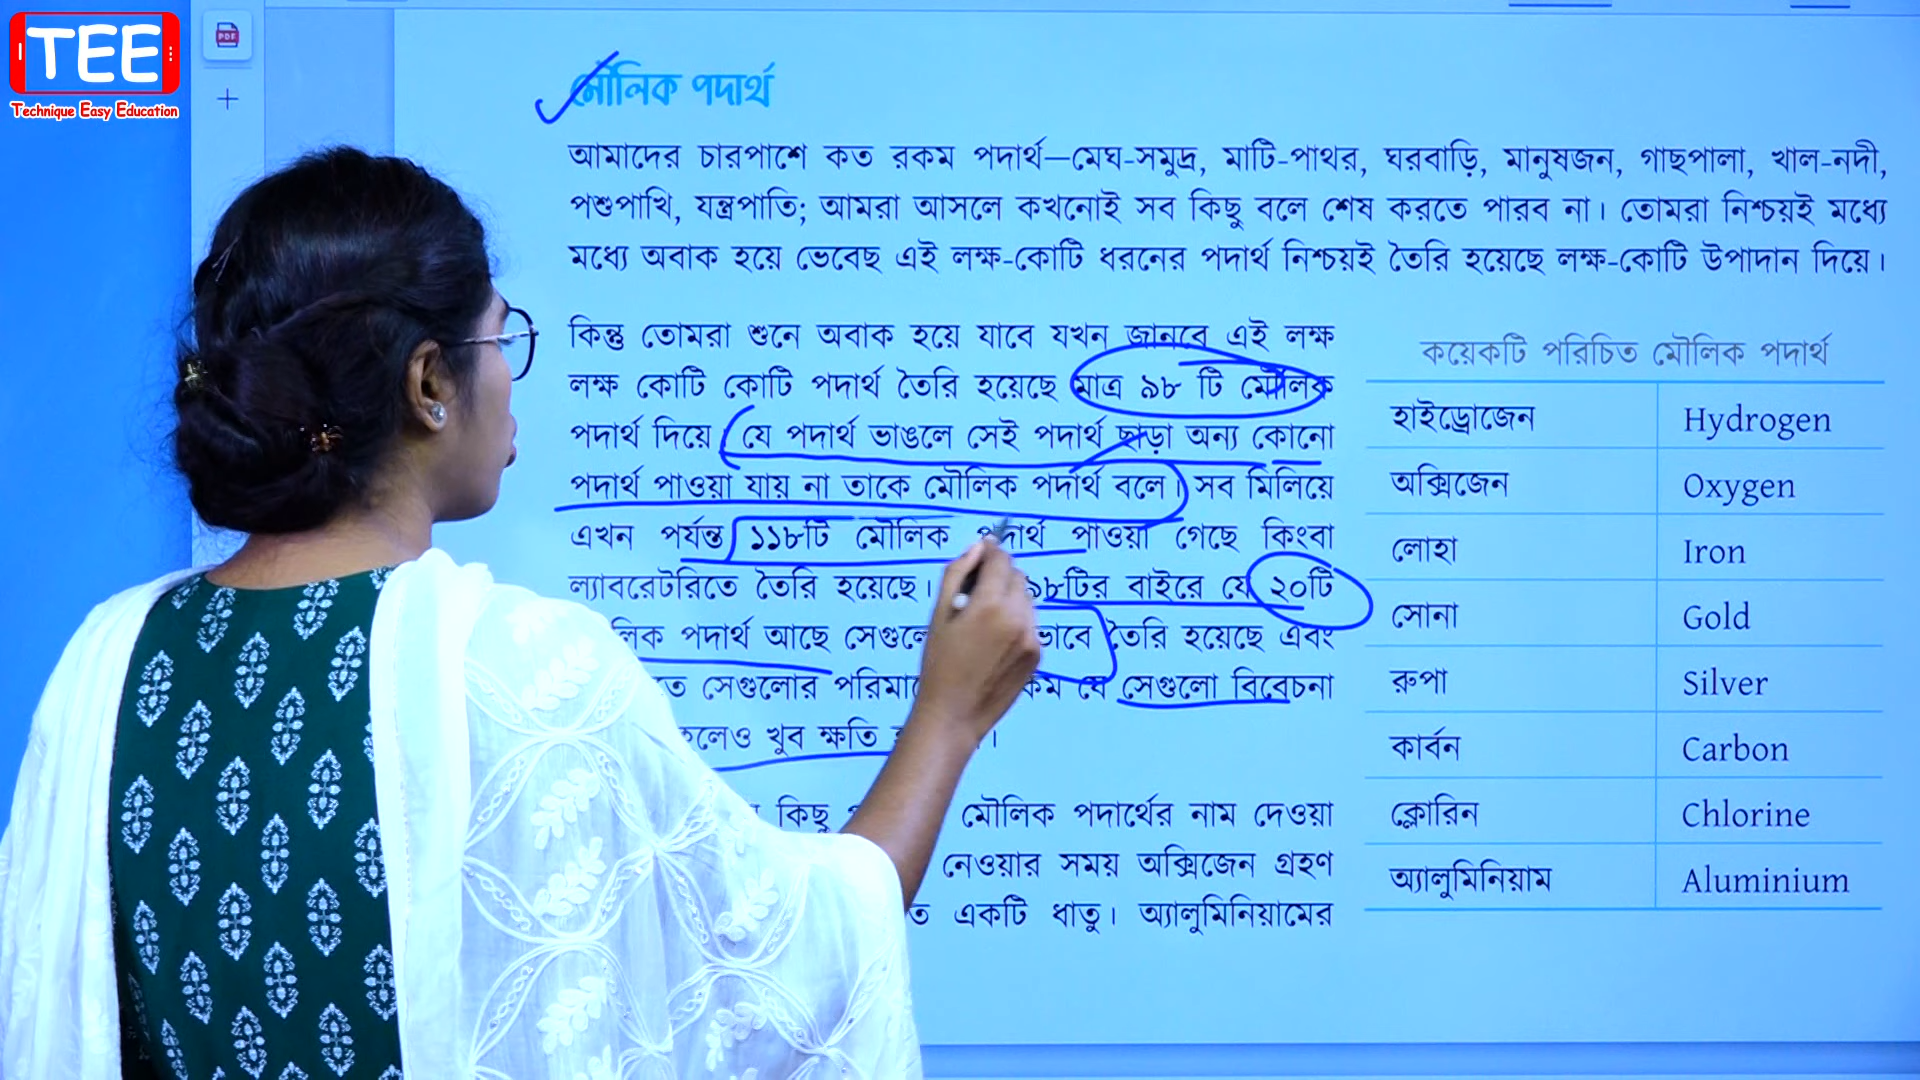 TEE
Technique Easy Education
PDF
মৌলিক পদার্থ
আমাদের চারপাশে কত রকম পদার্থ—মেঘ-সমুদ্র, মাটি-পাথর, ঘরবাড়ি, মানুষজন, গাছপালা, খাল-নদী,
পশুপাখি, যন্ত্রপাতি; আমরা আসলে কখনোই সব কিছু বলে শেষ করতে পারব না। তোমরা নিশ্চয়ই মধ্যে
মধ্যে অবাক হয়ে ভেবেছ এই লক্ষ-কোটি ধরনের পদার্থ নিশ্চয়ই তৈরি হয়েছে লক্ষ-কোটি উপাদান দিয়ে।
কিন্তু তোমরা শুনে অবাক হয়ে যাবে যখন জানবে এই লক্ষ
লক্ষ কোটি কোটি পদার্থ তৈরি হয়েছে মাত্র ৯৮ টি মৌলিক
পদার্থ দিয়ে যে পদার্থ ভাঙলে সেই পদার্থ ছাড়া অন্য কোনো
পদার্থ পাওয়া যায় না তাকে মৌলিক পদার্থ বলে। সব মিলিয়ে
এখন পর্যন্ত ১১৮টি মৌলিক পদার্থ পাওয়া গেছে কিংবা
ল্যাবরেটরিতে তৈরি হয়েছে। ৯৮টির বাইরে যে ২০টি
পদার্থ আছে তৈরি হয়েছে এবং
সেগুলোর যে সেগুলো বিবেচনা
খুব ক্ষতি
কিছু মৌলিক পদার্থের নাম দেওয়া
নেওয়ার সময় অক্সিজেন গ্রহণ
একটি ধাতু। অ্যালুমিনিয়ামের
কয়েকটি পরিচিত মৌলিক পদার্থ
হাইড্রোজেন Hydrogen
অক্সিজেন Oxygen
লোহা Iron
সোনা Gold
রুপা Silver
কার্বন Carbon
ক্লোরিন Chlorine
অ্যালুমিনিয়াম Aluminium